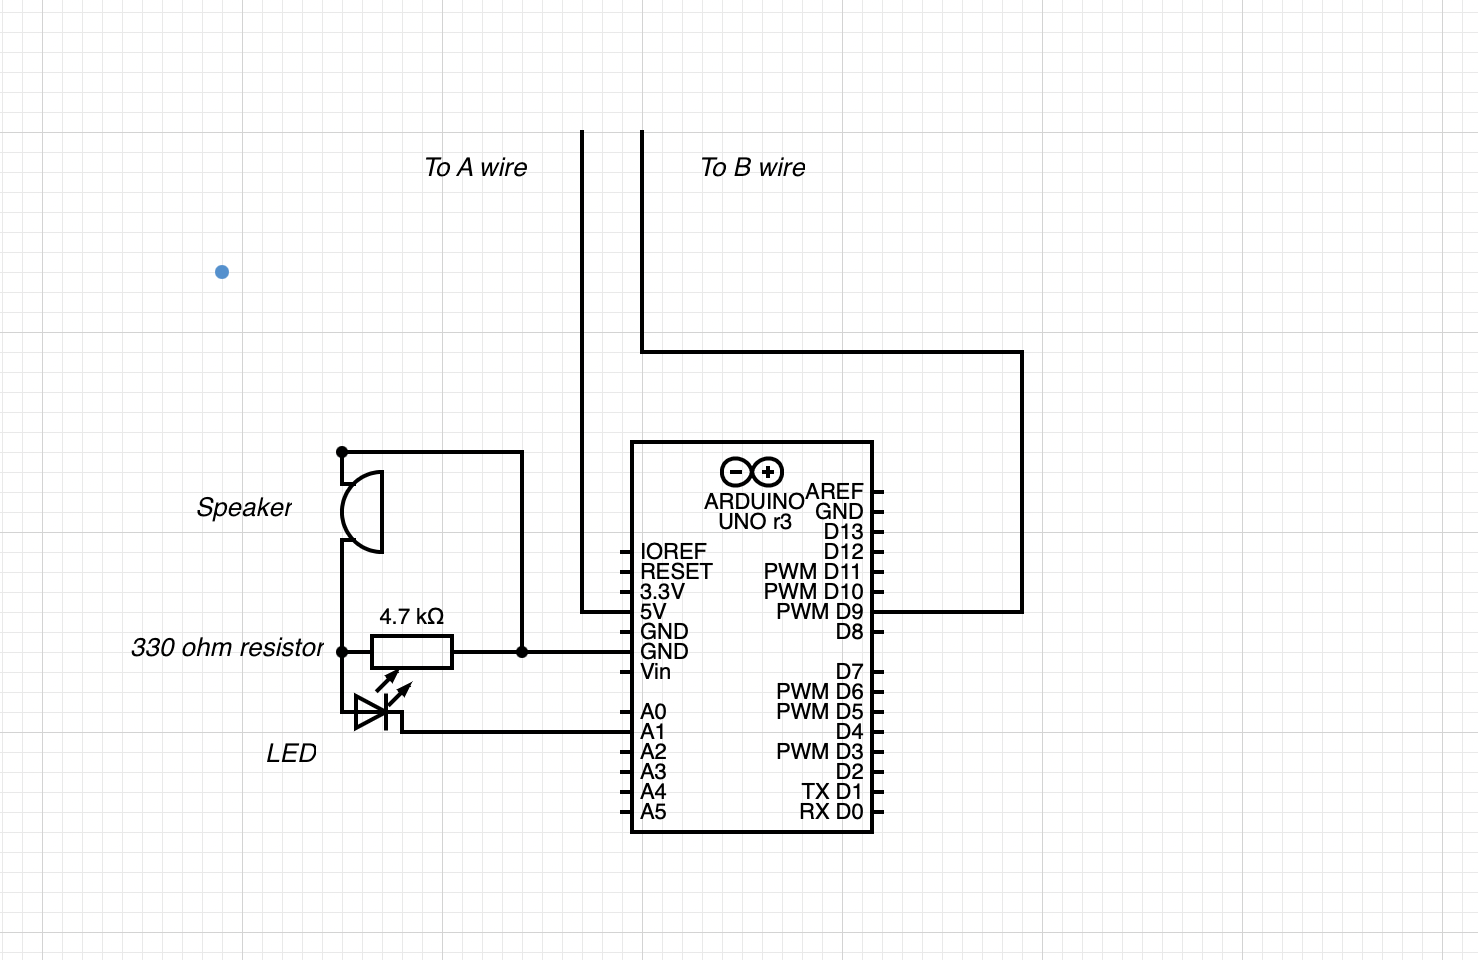 To A wire
To B wire
Speaker
4.7 kΩ
330 ohm resistor
LED
ARDUINO
UNO r3
IOREF
RESET
3.3V
5V
GND
GND
Vin
A0
A1
A2
A3
A4
A5
AREF
GND
D13
D12
PWM D11
PWM D10
PWM D9
D8
D7
PWM D6
PWM D5
D4
PWM D3
D2
TX D1
RX D0